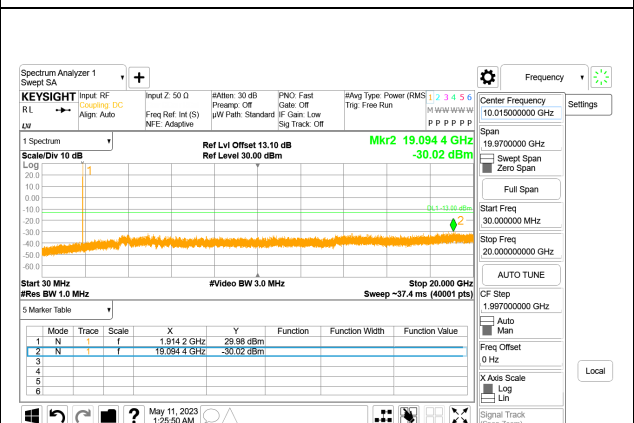 Spectrum Analyzer 1
Swept SA
Frequency
KEYSIGHT Input: RF Input Z: 50 Ω #Atten: 30 dB PNO: Fast #Avg Type: Power (RMS 1 2 3 4 5 6
RL Coupling: DC Preamp: Off Gate: Off Trig: Free Run
Align: Auto Freq Ref: Int (S) µW Path: Standard IF Gain: Low M W W W W W
LXI NFE: Adaptive Sig Track: Off P P P P P P
Center Frequency
10.015000000 GHz
Settings
1 Spectrum
Ref Lvl Offset 13.10 dB
Mkr2 19.094 4 GHz
Scale/Div 10 dB
Ref Level 30.00 dBm
-30.02 dBm
Span
19.9700000 GHz
Swept Span
Zero Span
Full Span
Start Freq
30.000000 MHz
Stop Freq
20.000000000 GHz
AUTO TUNE
CF Step
1.997000000 GHz
Auto
Man
Freq Offset
0 Hz
X Axis Scale
Log
Lin
Signal Track
Local
Log
20.0
10.0
0.00
-10.0
-20.0
-30.0
-40.0
-50.0
-60.0
1
DL1 -13.00 dBm
2
Start 30 MHz #Video BW 3.0 MHz Stop 20.000 GHz
#Res BW 1.0 MHz Sweep ~37.4 ms (40001 pts)
5 Marker Table
Mode Trace Scale X Y Function Function Width Function Value
1 N 1 f 1.914 2 GHz 29.98 dBm
2 N 1 f 19.094 4 GHz -30.02 dBm
3
4
5
6
?
May 11, 2023
1:25:50 AM